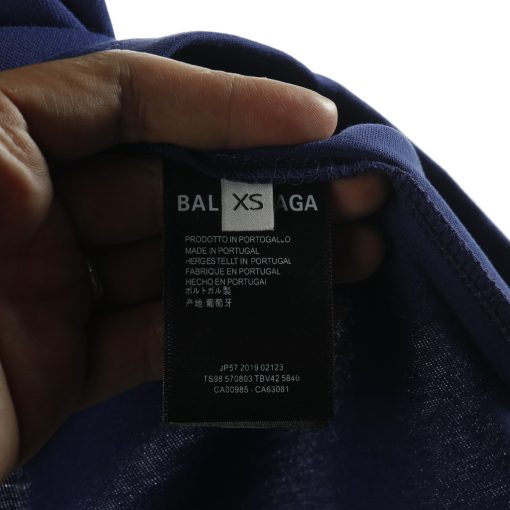 BAL XS AGA
PRODOTTO IN PORTOGALLO
MADE IN PORTUGAL
HERGESTELLT IN PORTUGAL
FABRIQUE EN PORTUGAL
HECHO EN PORTUGAL
ポルトガル製
产地 葡萄牙
JP57 2019 02123
TS98 570803 TBV42 5840
CA00985 - CA63081